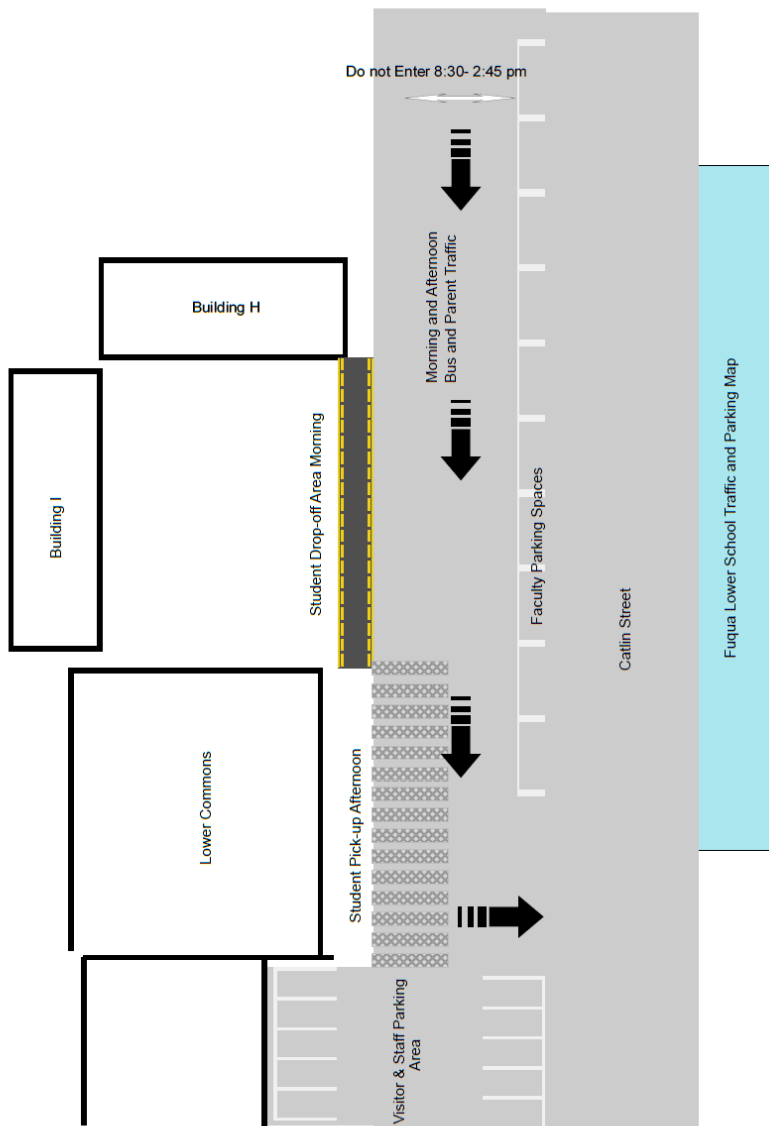 Do not Enter 8:30- 2:45 pm
Morning and Afternoon
Bus and Parent Traffic
Building H
Building I
Student Drop-off Area Morning
Faculty Parking Spaces
Catlin Street
Fuqua Lower School Traffic and Parking Map
Lower Commons
Student Pick-up Afternoon
Visitor & Staff Parking
Area